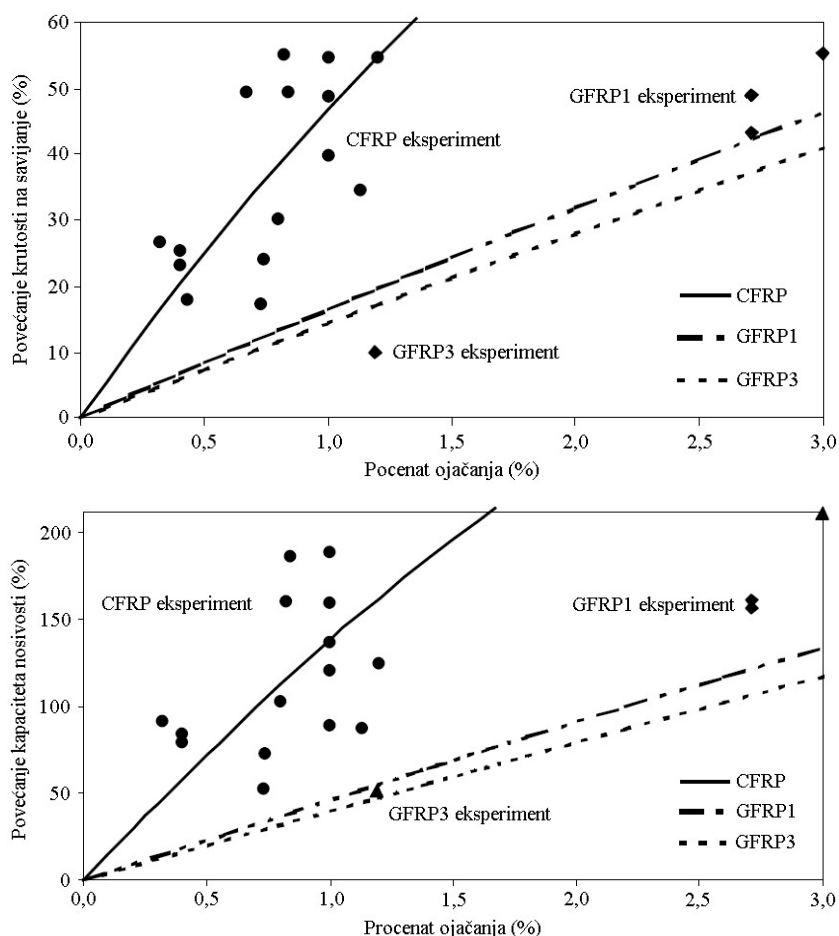 Povećanje krutosti na savijanje (%)
60
50
40
30
20
10
0
GFRP1 eksperiment
CFRP eksperiment
GFRP3 eksperiment
CFRP
GFRP1
GFRP3
0,0 0,5 1,0 1,5 2,0 2,5 3,0
Pocenat ojačanja (%)
Povećanje kapaciteta nosivosti (%)
200
150
100
50
0
CFRP eksperiment
GFRP1 eksperiment
GFRP3 eksperiment
CFRP
GFRP1
GFRP3
0,0 0,5 1,0 1,5 2,0 2,5 3,0
Procenat ojačanja (%)